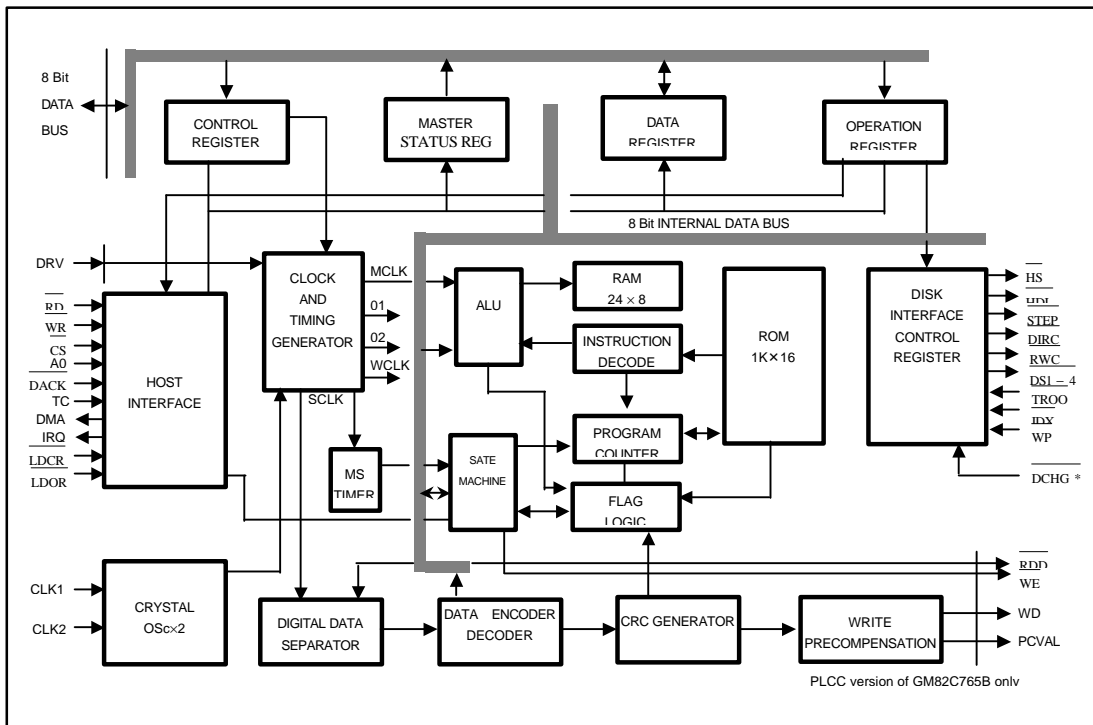 8 Bit
DATA
BUS
CONTROL
REGISTER
MASTER
STATUS REG
DATA
REGISTER
OPERATION
REGISTER
8 Bit INTERNAL DATA BUS
DRV
CLOCK
AND
TIMING
GENERATOR
MCLK
01
02
WCLK
SCLK
ALU
RAM
24 × 8
INSTRUCTION
DECODE
ROM
1K×16
DISK
INTERFACE
CONTROL
REGISTER
HS
HDL
STEP
DIRC
RWC
DS1 – 4
TROO
IDX
WP
DCHG *
RD
WR
CS
A0
DACK
TC
DMA
IRQ
LDCR
LDOR
HOST
INTERFACE
MS
TIMER
SATE
MACHINE
PROGRAM
COUNTER
FLAG
LOGIC
RDD
WE
CLK1
CLK2
CRYSTAL
OSc×2
DIGITAL DATA
SEPARATOR
DATA ENCODER
DECODER
CRC GENERATOR
WRITE
PRECOMPENSATION
WD
PCVAL
PLCC version of GM82C765B only